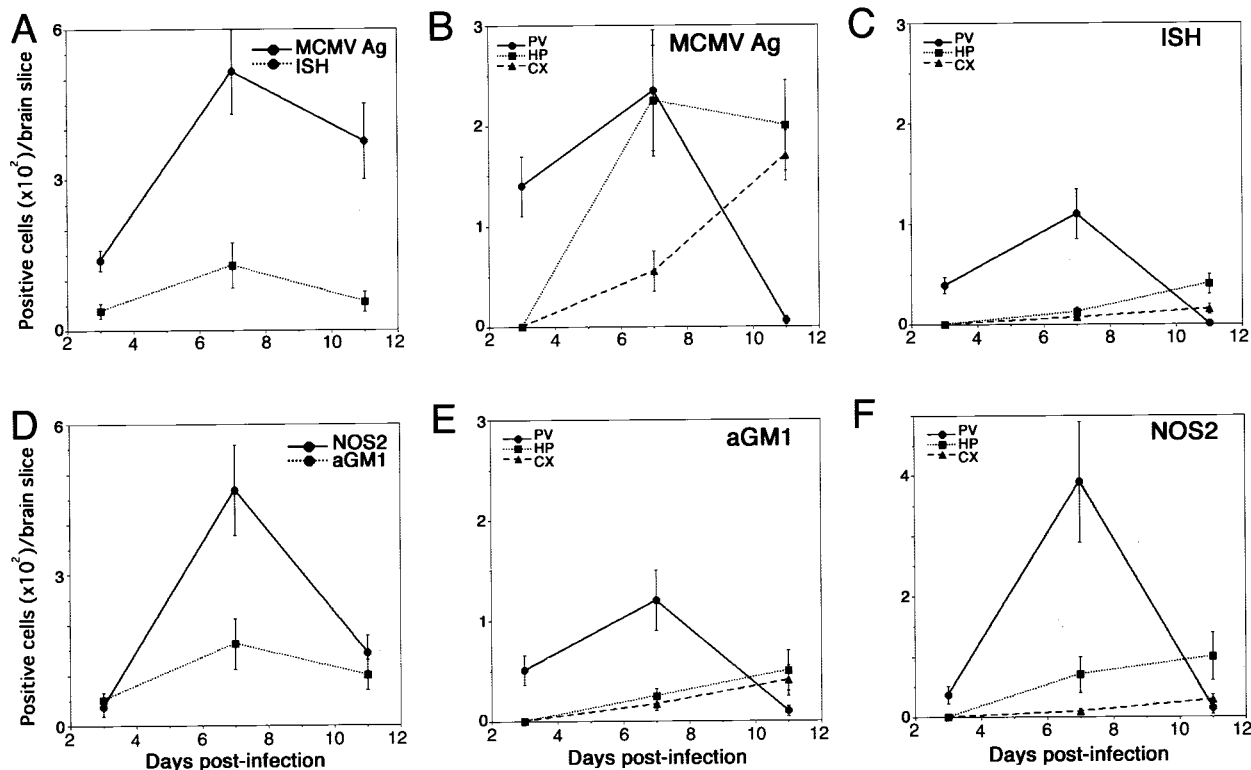 A
B
C
MCMV Ag
ISH
PV
HP
CX
MCMV Ag
PV
HP
CX
ISH
Positive cells (x10²)/brain slice
6
3
0
2 4 6 8 10 12
3
2
1
0
2 4 6 8 10 12
3
2
1
0
2 4 6 8 10 12
D
E
F
NOS2
aGM1
PV
HP
CX
aGM1
PV
HP
CX
NOS2
Positive cells (x10²)/brain slice
6
3
0
2 4 6 8 10 12
Days post-infection
3
2
1
0
2 4 6 8 10 12
Days post-infection
4
2
0
2 4 6 8 10 12
Days post-infection